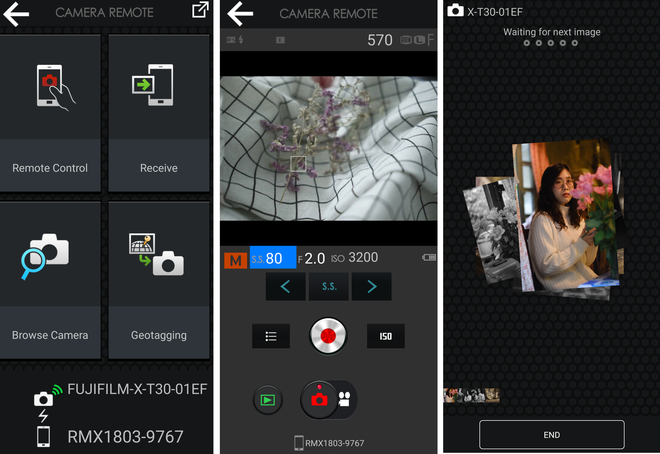 CAMERA REMOTE
Remote Control
Receive
Browse Camera
Geotagging
FUJIFILM-X-T30-01EF
RMX1803-9767
CAMERA REMOTE
570
F
M
S.S. 80
F 2.0
ISO 3200
S.S.
ISO
RMX1803-9767
X-T30-01EF
Waiting for next image
END